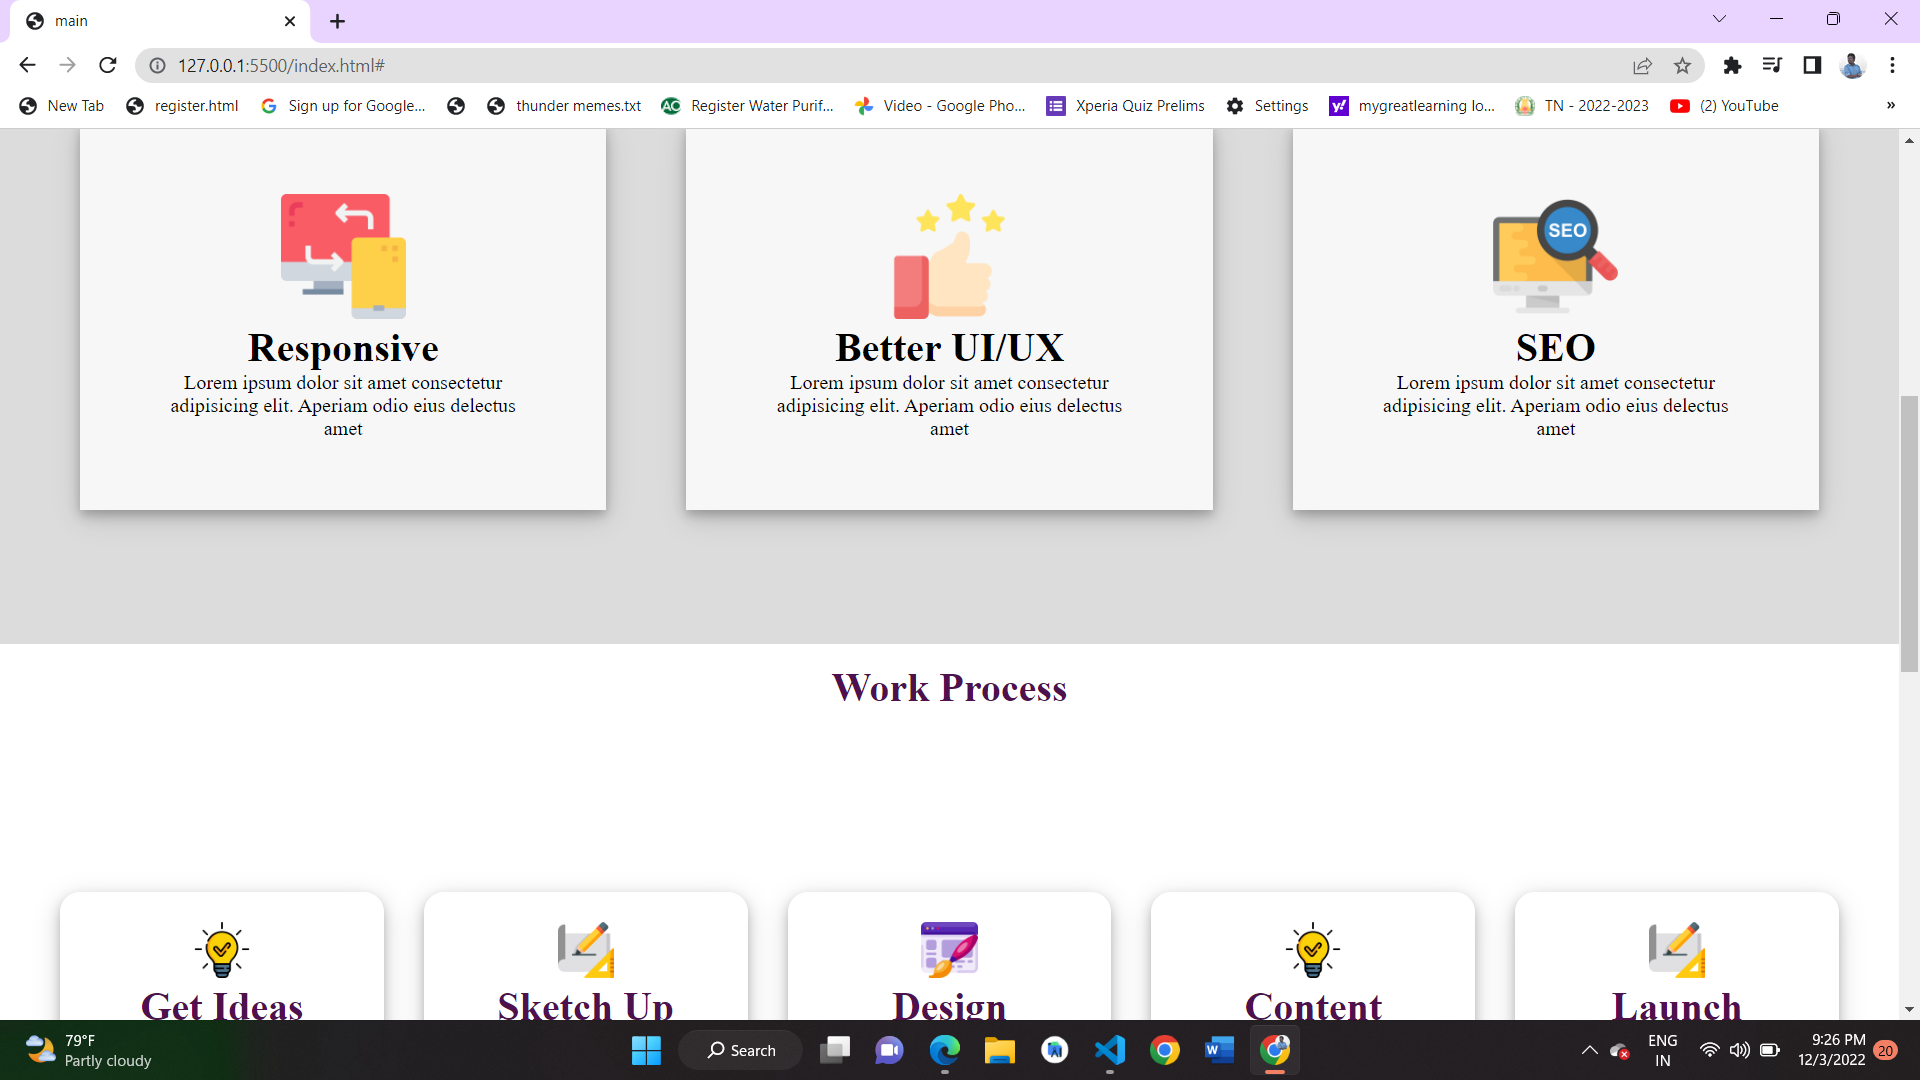 main
127.0.0.1:5500/index.html#
New Tab register.html Sign up for Google... thunder memes.txt Register Water Purif... Video - Google Pho... Xperia Quiz Prelims Settings mygreatlearning lo... TN - 2022-2023 (2) YouTube »
SEO
Responsive
Lorem ipsum dolor sit amet consectetur
adipisicing elit. Aperiam odio eius delectus
amet
Better UI/UX
Lorem ipsum dolor sit amet consectetur
adipisicing elit. Aperiam odio eius delectus
amet
SEO
Lorem ipsum dolor sit amet consectetur
adipisicing elit. Aperiam odio eius delectus
amet
Work Process
Get Ideas
Sketch Up
Design
Content
Launch
79°F
Partly cloudy
Search
ENG
IN
9:26 PM
12/3/2022
20